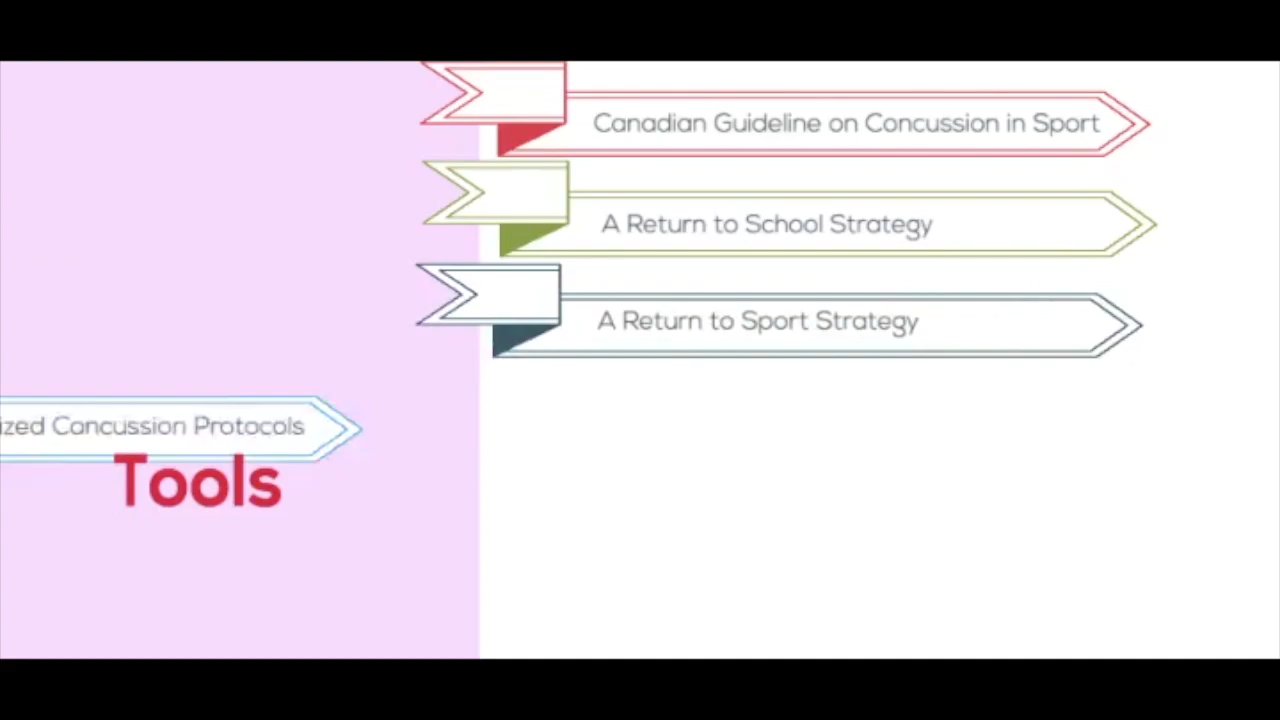 Canadian Guideline on Concussion in Sport
A Return to School Strategy
A Return to Sport Strategy
ized Concussion Protocols
Tools